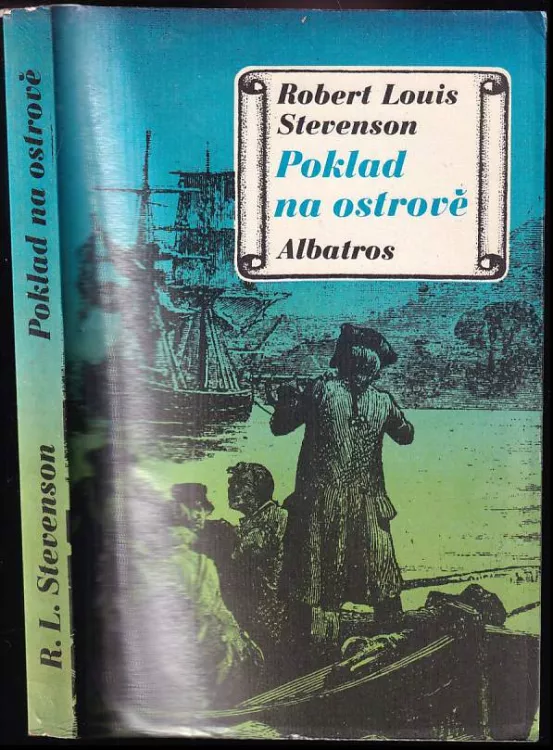 Robert Louis
Stevenson
Poklad
na ostrově
Albatros
R. L. Stevenson
Poklad na ostrově